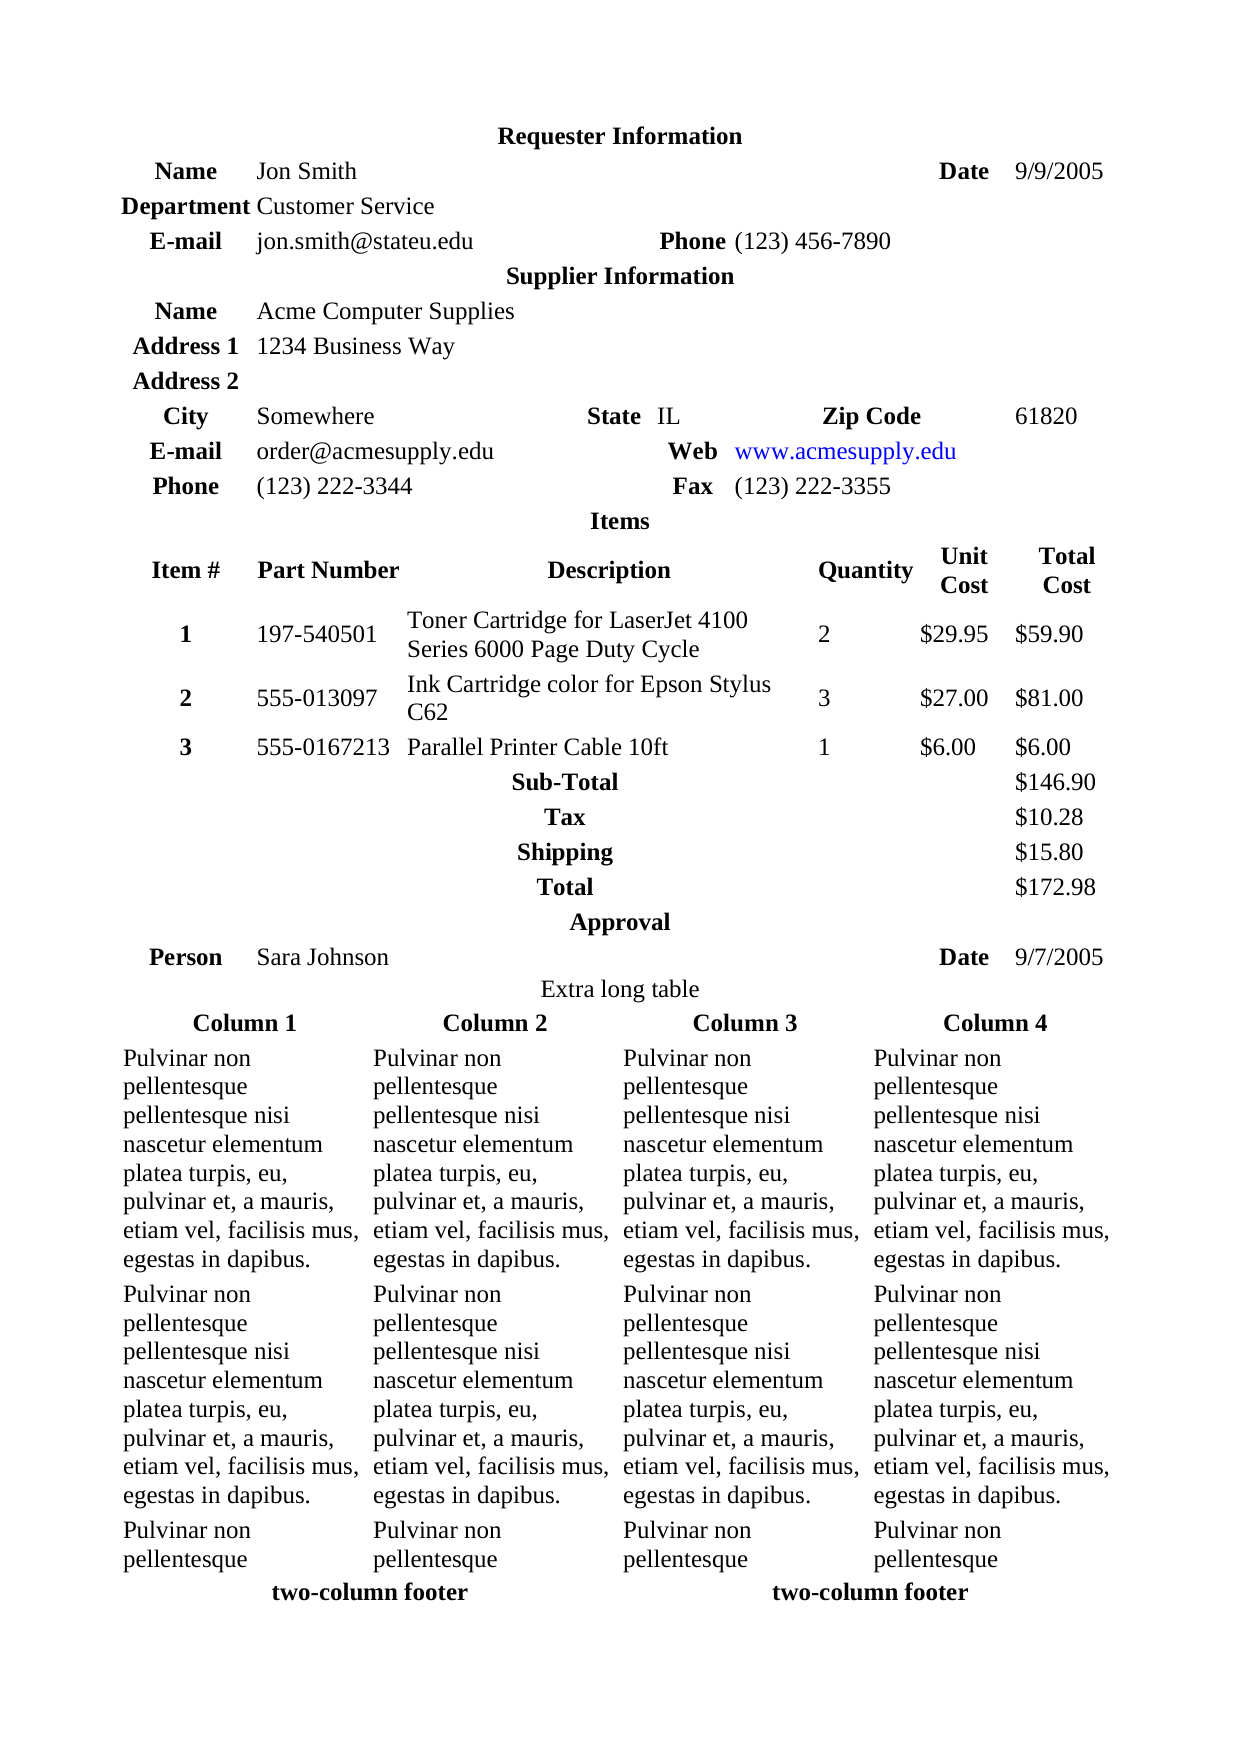 Requester Information
Name Jon Smith Date 9/9/2005
Department Customer Service
E-mail jon.smith@stateu.edu Phone (123) 456-7890
Supplier Information
Name Acme Computer Supplies
Address 1 1234 Business Way
Address 2
City Somewhere State IL Zip Code 61820
E-mail order@acmesupply.edu Web www.acmesupply.edu
Phone (123) 222-3344 Fax (123) 222-3355
Items
Item # Part Number Description Quantity Unit Cost Total Cost
1 197-540501 Toner Cartridge for LaserJet 4100 Series 6000 Page Duty Cycle 2 $29.95 $59.90
2 555-013097 Ink Cartridge color for Epson Stylus C62 3 $27.00 $81.00
3 555-0167213 Parallel Printer Cable 10ft 1 $6.00 $6.00
Sub-Total $146.90
Tax $10.28
Shipping $15.80
Total $172.98
Approval
Person Sara Johnson Date 9/7/2005
Extra long table
Column 1 Column 2 Column 3 Column 4
Pulvinar non Pulvinar non Pulvinar non Pulvinar non
pellentesque pellentesque pellentesque pellentesque
pellentesque nisi pellentesque nisi pellentesque nisi pellentesque nisi
nascetur elementum nascetur elementum nascetur elementum nascetur elementum
platea turpis, eu, platea turpis, eu, platea turpis, eu, platea turpis, eu,
pulvinar et, a mauris, pulvinar et, a mauris, pulvinar et, a mauris, pulvinar et, a mauris,
etiam vel, facilisis mus, etiam vel, facilisis mus, etiam vel, facilisis mus, etiam vel, facilisis mus,
egestas in dapibus. egestas in dapibus. egestas in dapibus. egestas in dapibus.
Pulvinar non Pulvinar non Pulvinar non Pulvinar non
pellentesque pellentesque pellentesque pellentesque
pellentesque nisi pellentesque nisi pellentesque nisi pellentesque nisi
nascetur elementum nascetur elementum nascetur elementum nascetur elementum
platea turpis, eu, platea turpis, eu, platea turpis, eu, platea turpis, eu,
pulvinar et, a mauris, pulvinar et, a mauris, pulvinar et, a mauris, pulvinar et, a mauris,
etiam vel, facilisis mus, etiam vel, facilisis mus, etiam vel, facilisis mus, etiam vel, facilisis mus,
egestas in dapibus. egestas in dapibus. egestas in dapibus. egestas in dapibus.
Pulvinar non Pulvinar non Pulvinar non Pulvinar non
pellentesque pellentesque pellentesque pellentesque
two-column footer two-column footer